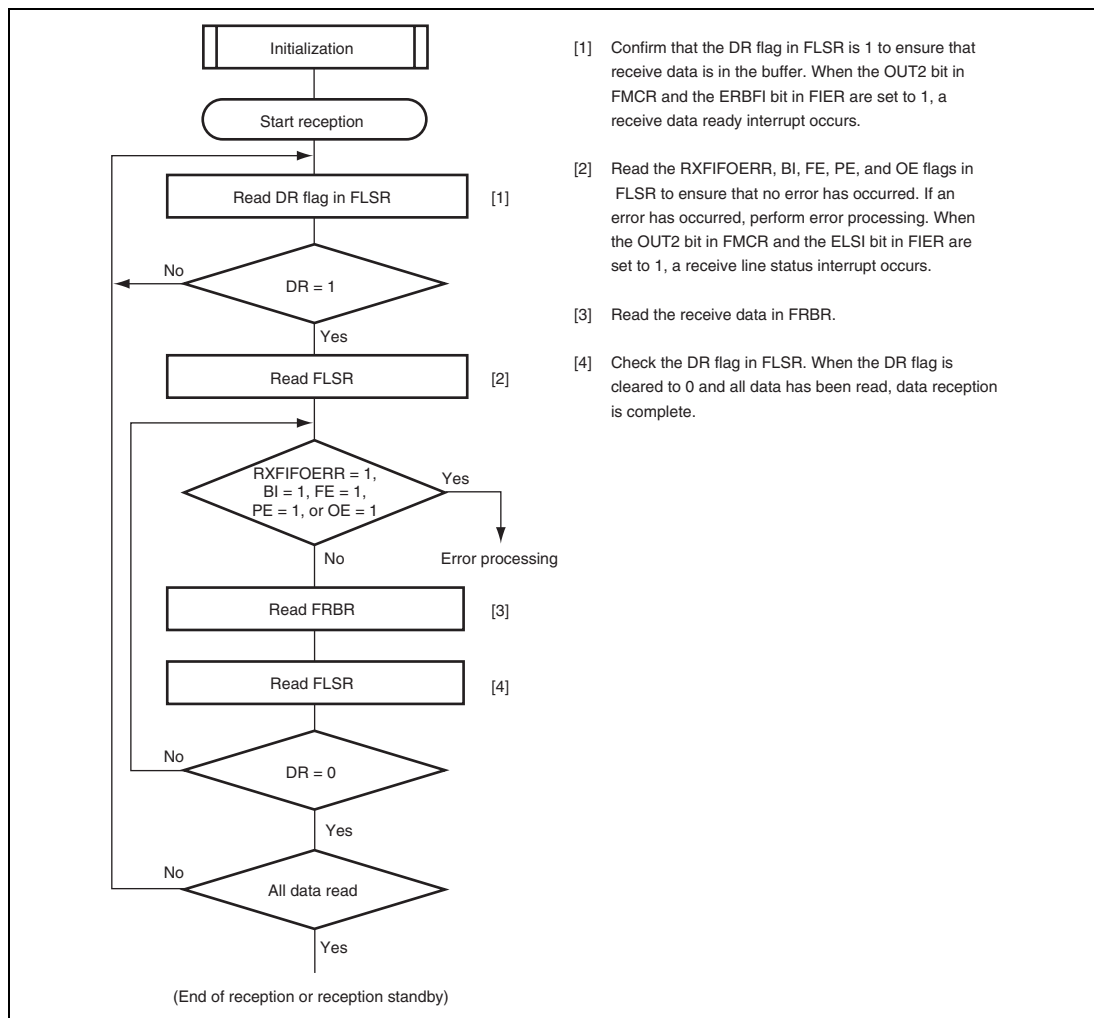 Initialization
Start reception
Read DR flag in FLSR
[1]
No
DR = 1
Yes
Read FLSR
[2]
RXFIFOERR = 1,
BI = 1, FE = 1,
PE = 1, or OE = 1
Yes
Error processing
No
Read FRBR
[3]
Read FLSR
[4]
No
DR = 0
Yes
No
All data read
Yes
(End of reception or reception standby)
[1] Confirm that the DR flag in FLSR is 1 to ensure that
receive data is in the buffer. When the OUT2 bit in
FMCR and the ERBFI bit in FIER are set to 1, a
receive data ready interrupt occurs.
[2] Read the RXFIFOERR, BI, FE, PE, and OE flags in
FLSR to ensure that no error has occurred. If an
error has occurred, perform error processing. When
the OUT2 bit in FMCR and the ELSI bit in FIER are
set to 1, a receive line status interrupt occurs.
[3] Read the receive data in FRBR.
[4] Check the DR flag in FLSR. When the DR flag is
cleared to 0 and all data has been read, data reception
is complete.